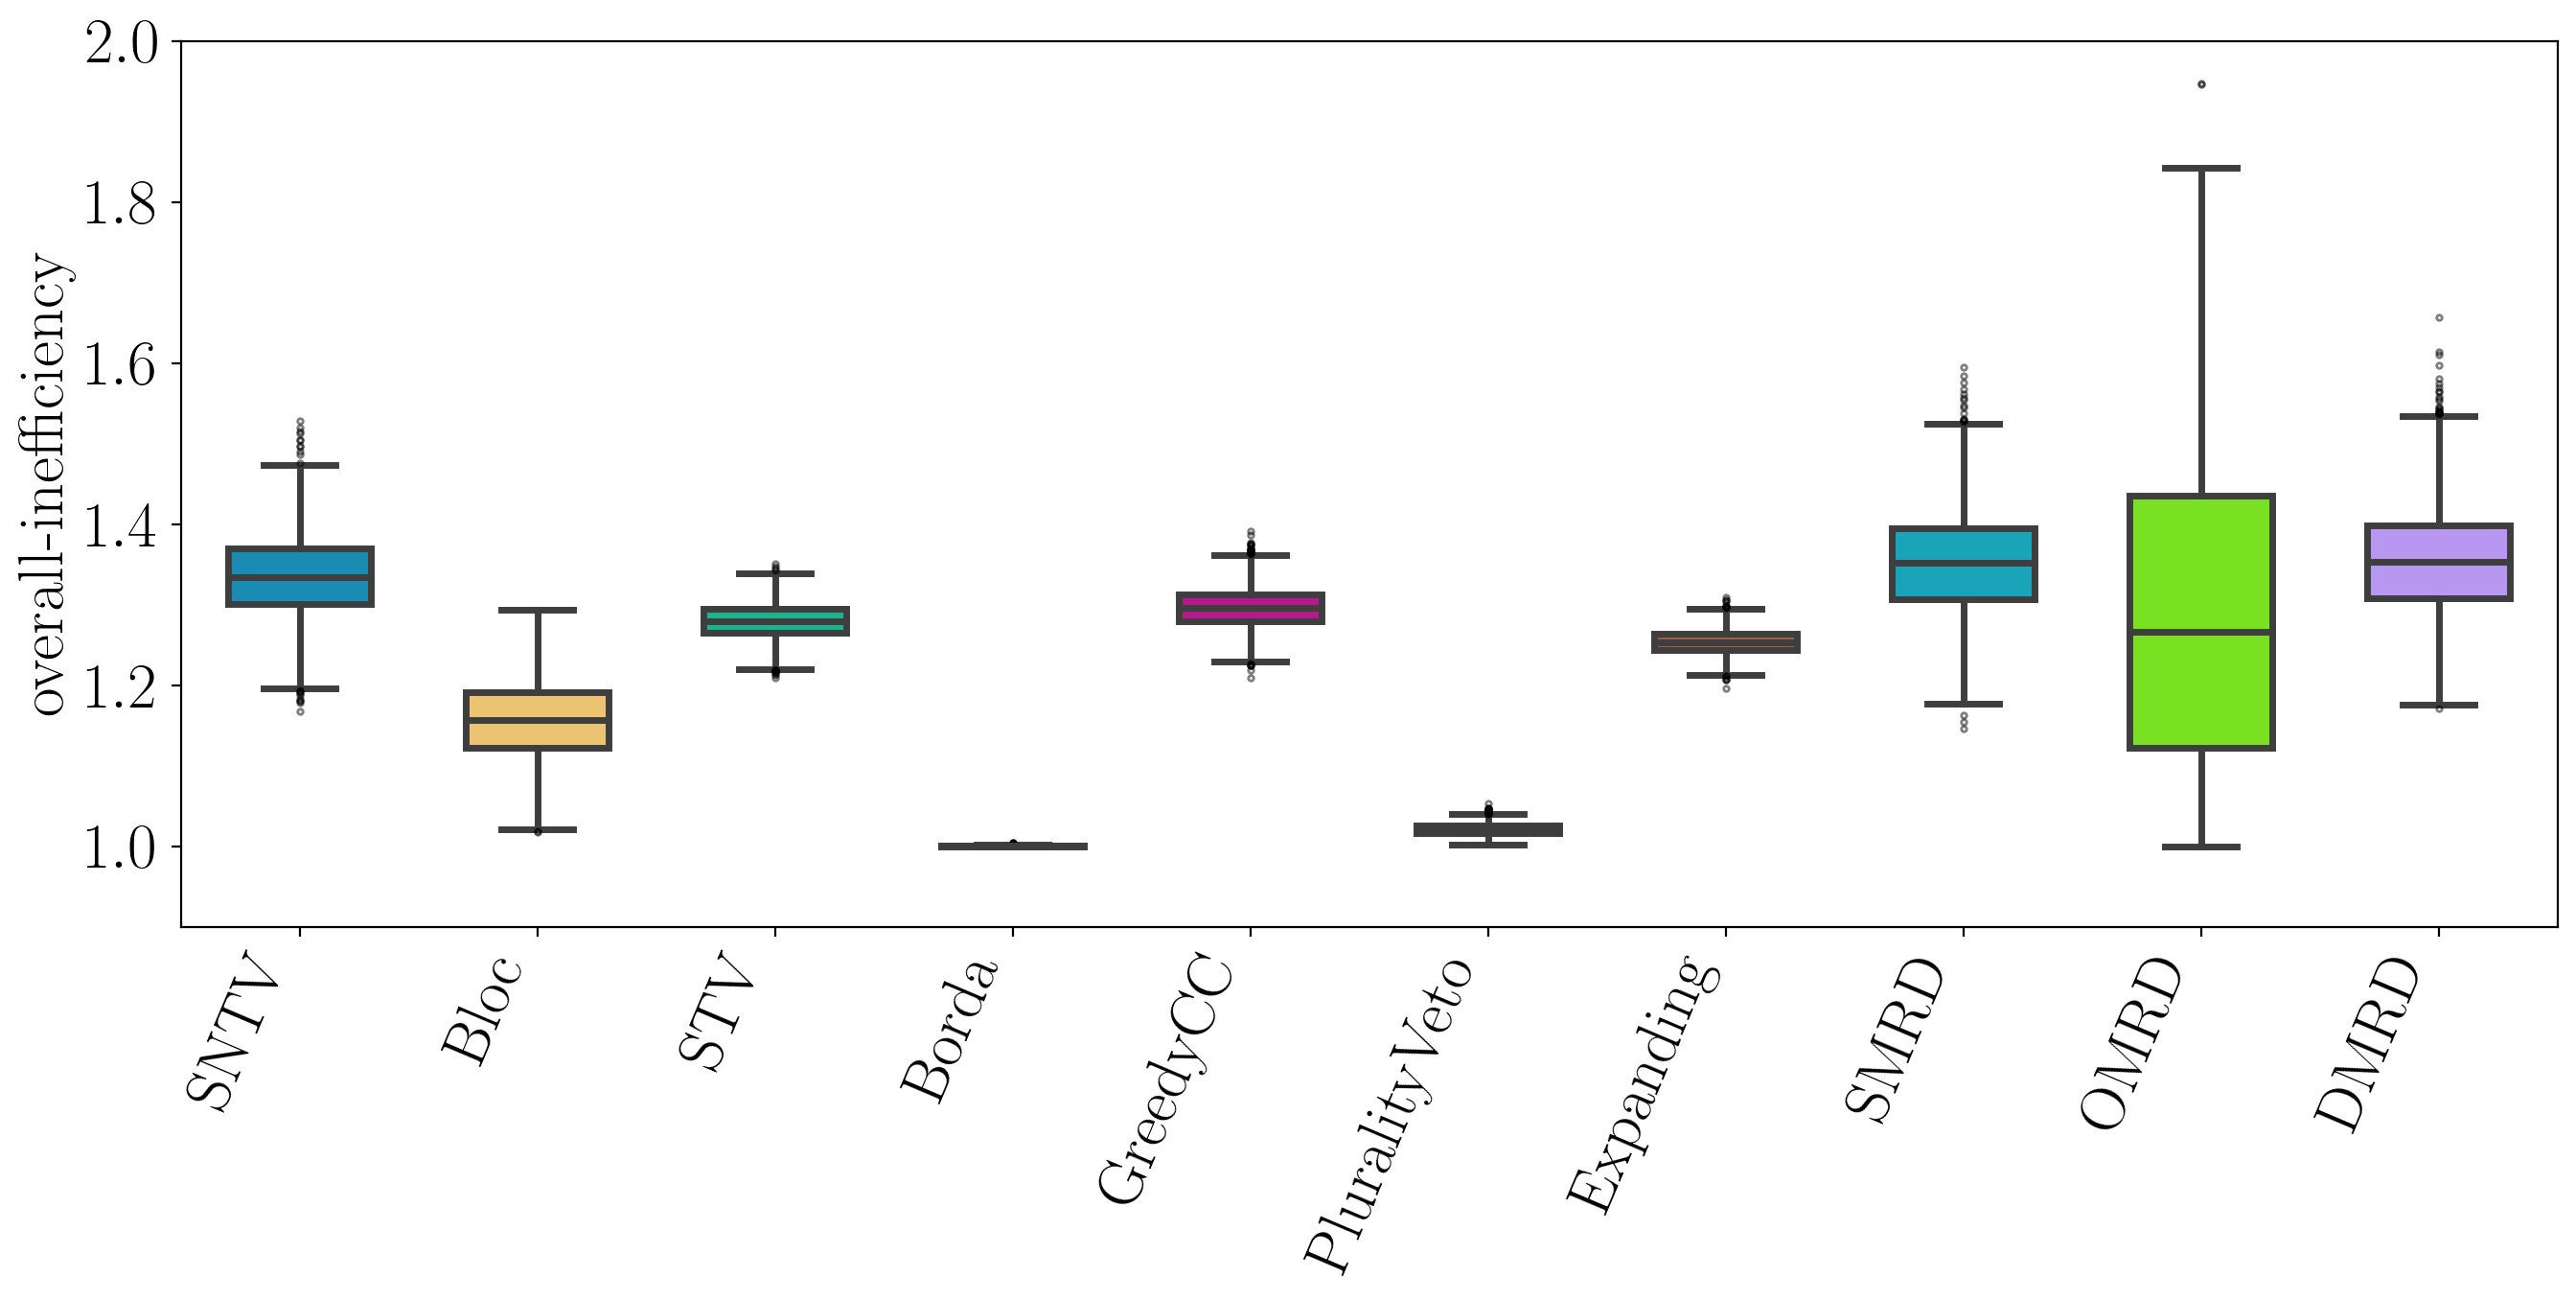 overall-inefficiency
2.0
1.8
1.6
1.4
1.2
1.0
SNTV
Bloc
STV
Borda
GreedyCC
PluralityVeto
Expanding
SMRD
OMRD
DMRD